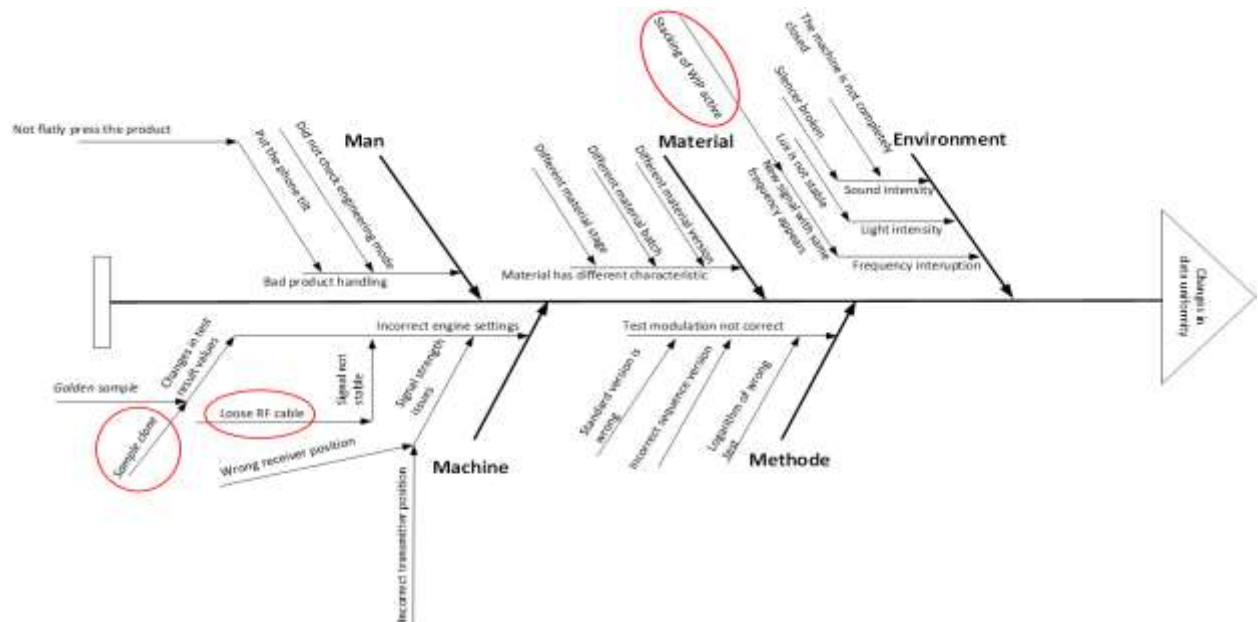 Not flatly press the product
Put the phone tilt
Did not check engineering mode
Man
Bad product handling
Different material stage
Different material batch
Different material version
Material
Material has different characteristic
Stacking of WIP active
New signal with same
frequency appears
Lux is not stable
Silencer broken
The machine is not completely
closed
Environment
Sound intensity
Light intensity
Frequency interuption
Changes in
data uniformity
Golden sample
Sample clone
Changes in test
result values
Incorrect engine settings
Loose RF cable
Signal not
stable
Signal strength
issues
Wrong receiver position
Incorrect transmitter position
Machine
Test modulation not correct
Standard version is
wrong
Incorrect sequence version
Logarithm of wrong
test
Methode